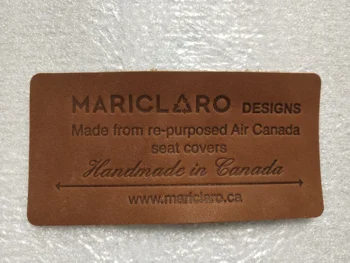 MARICLARO DESIGNS
Made from re-purposed Air Canada
seat covers
Handmade in Canada
www.mariclaro.ca